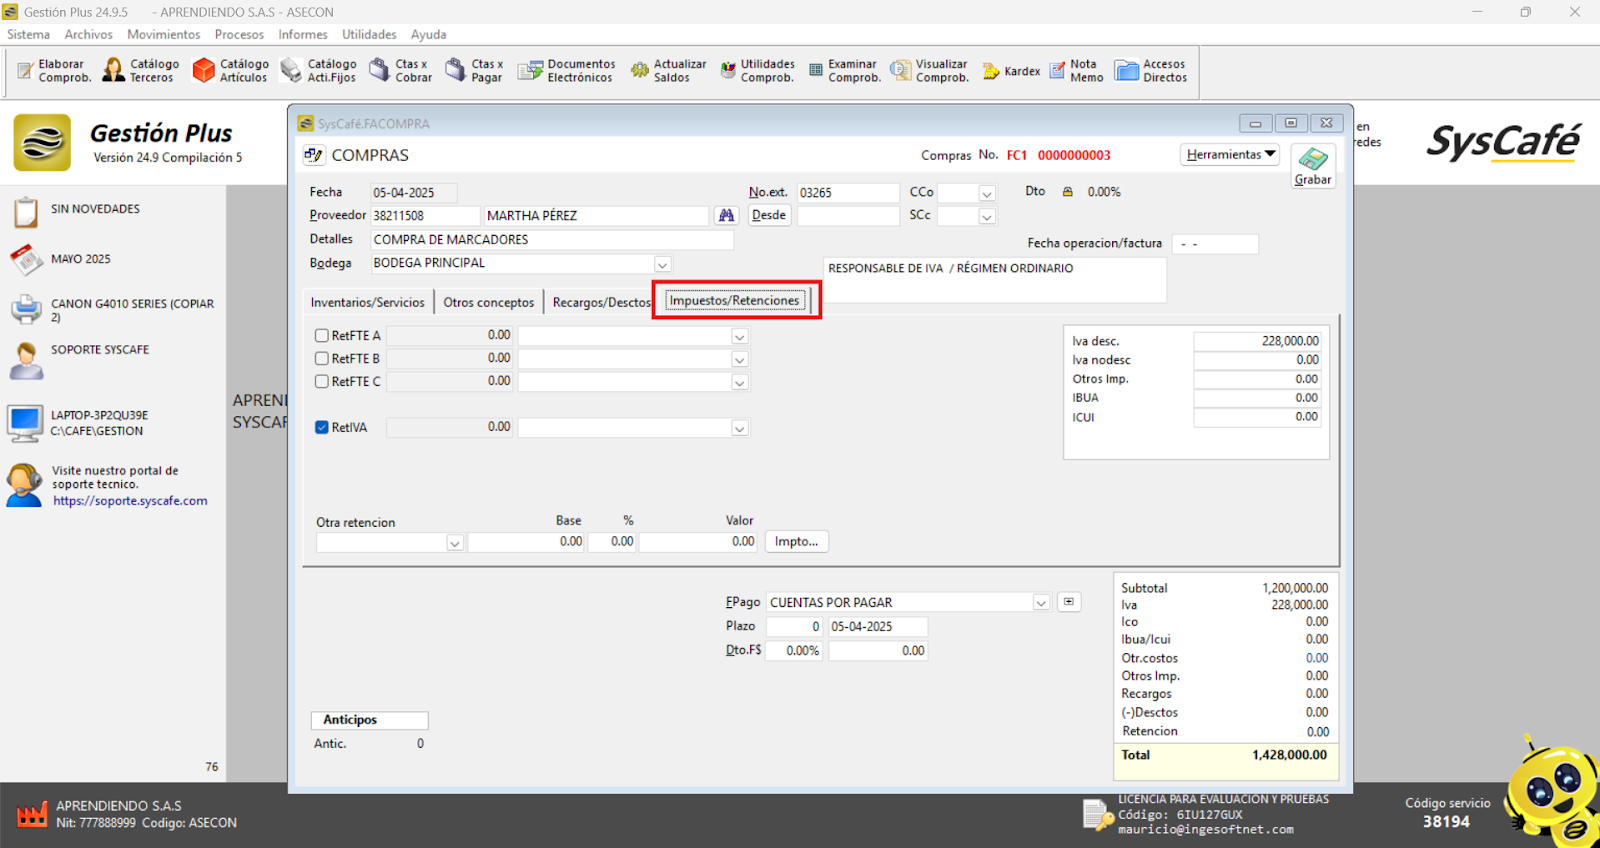 Gestión Plus 24.9.5 - APRENDIENDO S.A.S - ASECON
Sistema Archivos Movimientos Procesos Informes Utilidades Ayuda
Elaborar Comprob.
Catálogo Terceros
Catálogo Artículos
Catálogo Acti.Fijos
Ctas x Cobrar
Ctas x Pagar
Documentos Electrónicos
Actualizar Saldos
Utilidades Comprob.
Examinar Comprob.
Visualizar Comprob.
Kardex
Nota Memo
Accesos Directos
Gestión Plus
Versión 24.9 Compilación 5
en
redes
SysCafé
SIN NOVEDADES
MAYO 2025
CANON G4010 SERIES (COPIAR
2)
SOPORTE SYSCAFE
LAPTOP-3P2QU39E
C:\CAFE\GESTION
Visite nuestro portal de
soporte tecnico.
https://soporte.syscafe.com
76
APRENI
SYSCAF
SysCafé.FACOMPRA
COMPRAS
Compras No. FC1 0000000003
Herramientas
Grabar
Fecha 05-04-2025
No.ext. 03265
CCo
Dto 0.00%
Proveedor 38211508 MARTHA PÉREZ
Desde
SCc
Detalles COMPRA DE MARCADORES
Fecha operacion/factura - -
Bodega BODEGA PRINCIPAL
RESPONSABLE DE IVA / RÉGIMEN ORDINARIO
Inventarios/Servicios Otros conceptos Recargos/Desctos Impuestos/Retenciones
RetFTE A 0.00
RetFTE B 0.00
RetFTE C 0.00
RetIVA 0.00
Iva desc. 228,000.00
Iva nodesc 0.00
Otros Imp. 0.00
IBUA 0.00
ICUI 0.00
Otra retencion Base % Valor
0.00 0.00 0.00 Impto...
FPago CUENTAS POR PAGAR
Plazo 0 05-04-2025
Dto.F$ 0.00% 0.00
Anticipos
Antic. 0
Subtotal 1,200,000.00
Iva 228,000.00
Ico 0.00
Ibua/Icui 0.00
Otr.costos 0.00
Otros Imp. 0.00
Recargos 0.00
(-)Desctos 0.00
Retencion 0.00
Total 1,428,000.00
APRENDIENDO S.A.S
Nit: 777888999 Codigo: ASECON
LICENCIA PARA EVALUACION Y PRUEBAS
Código: 6IU127GUX
mauricio@ingesoftnet.com
Código servicio
38194